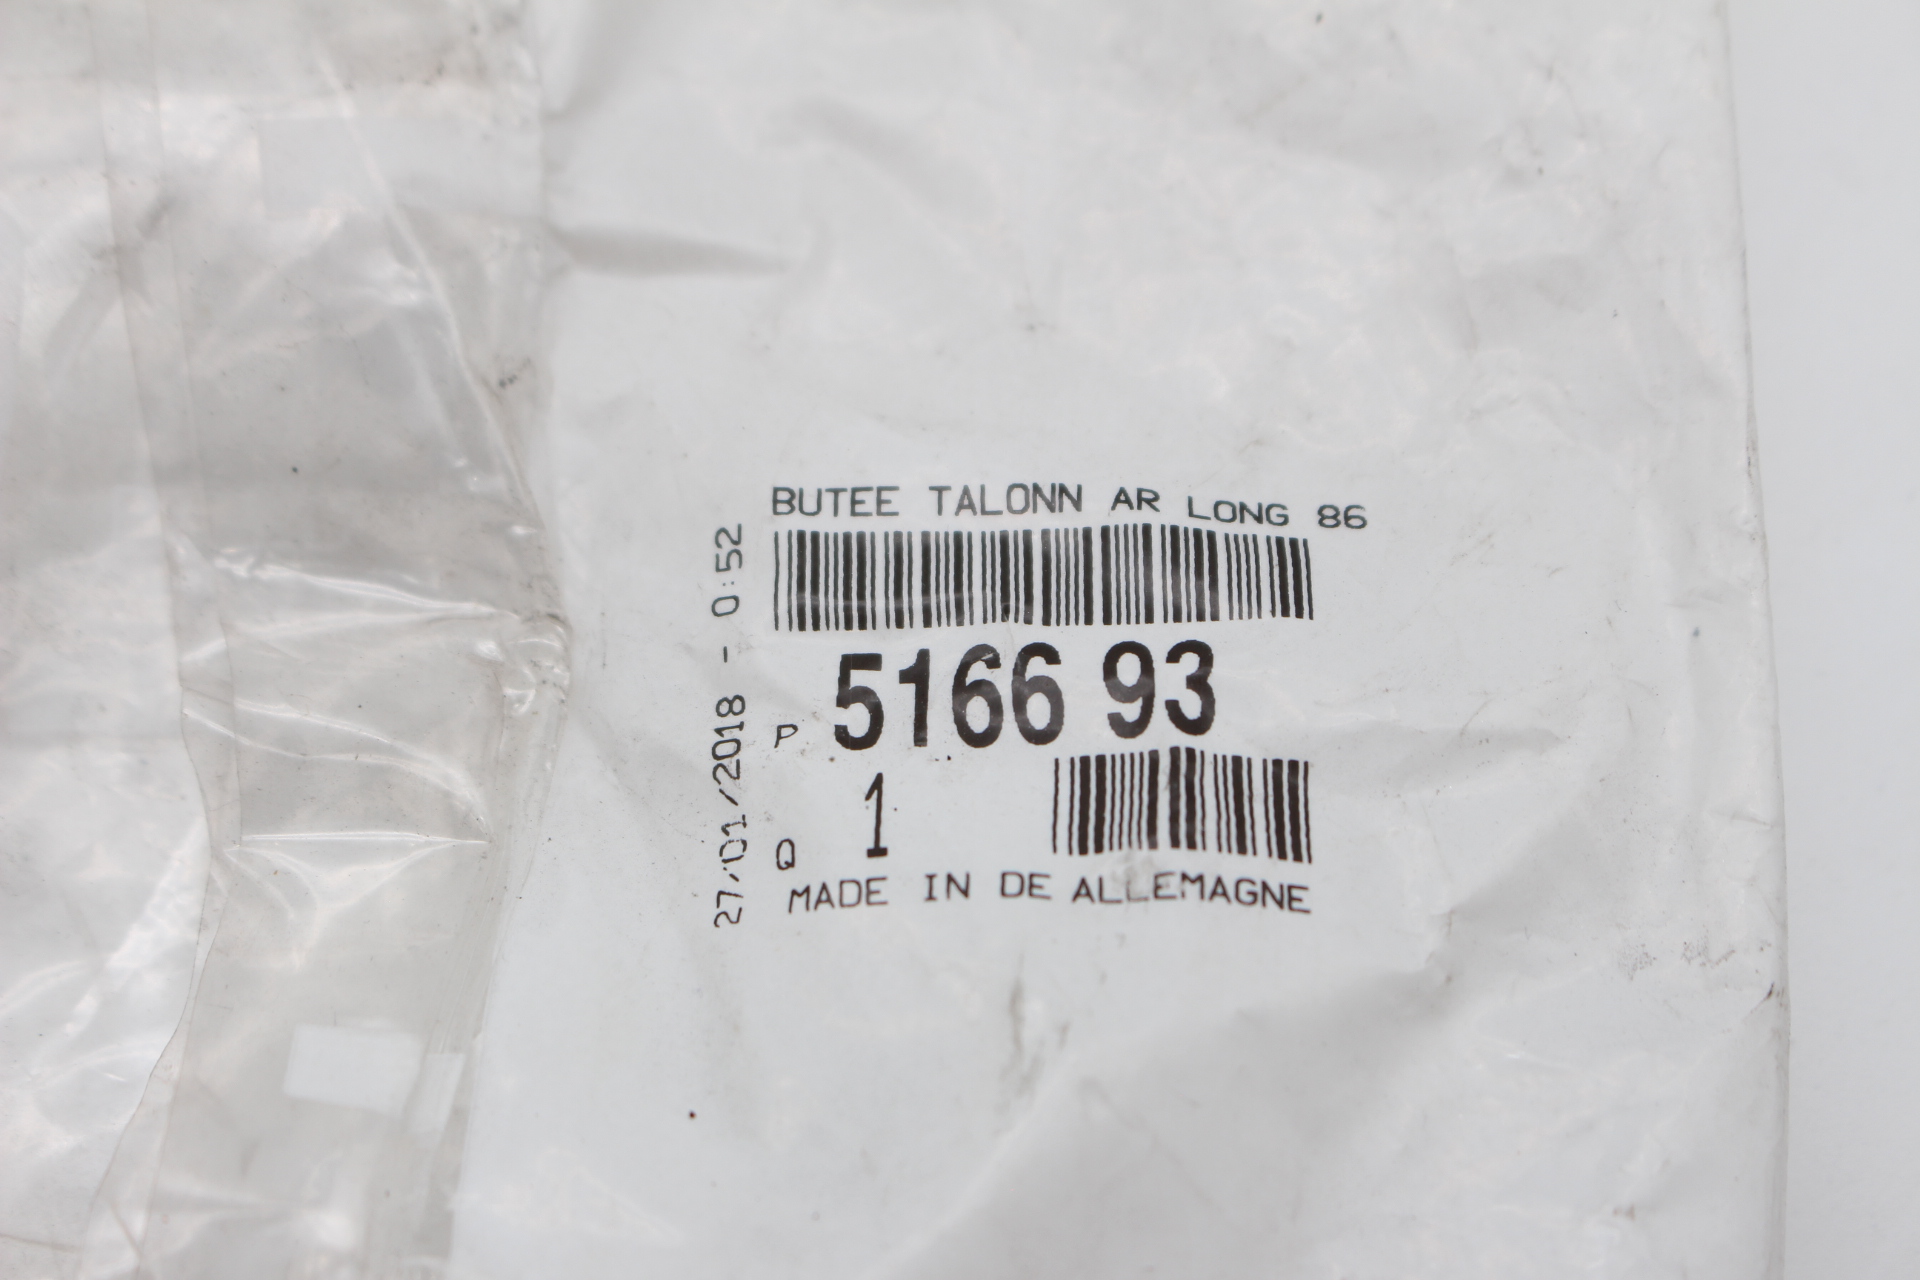 BUTEE TALONN AR LONG 86
27/01/2018 - 0:52
P 5166 93
Q 1
MADE IN DE ALLEMAGNE